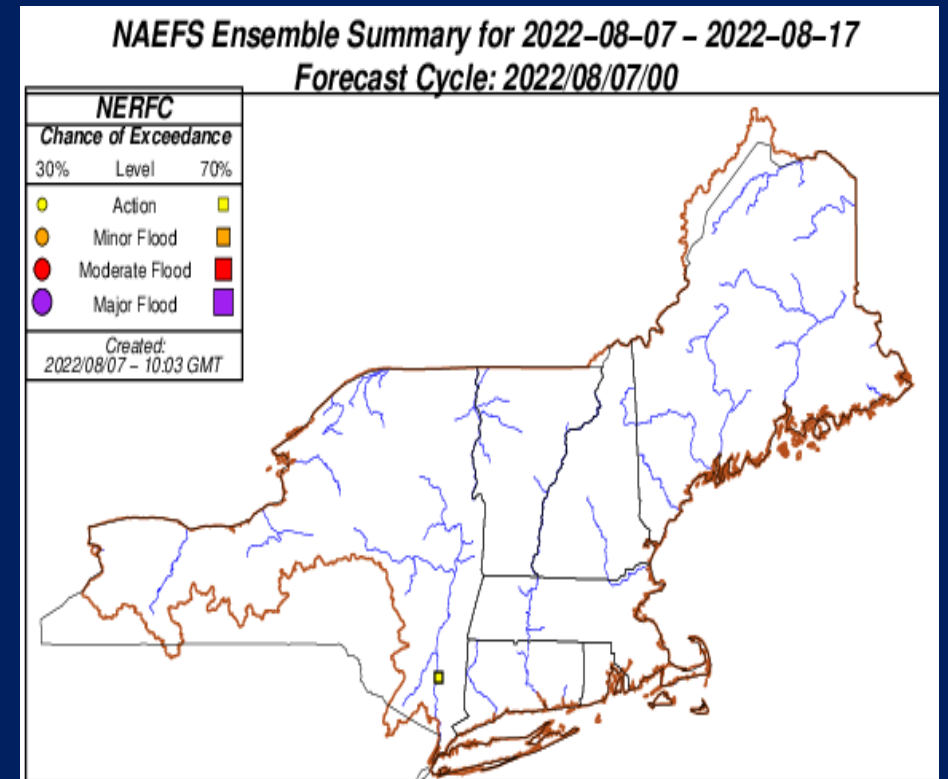 NAEFS Ensemble Summary for 2022–08–07 – 2022–08–17
Forecast Cycle: 2022/08/07/00
NERFC
Chance of Exceedance
30% Level 70%
Action
Minor Flood
Moderate Flood
Major Flood
Created:
2022/08/07 – 10:03 GMT